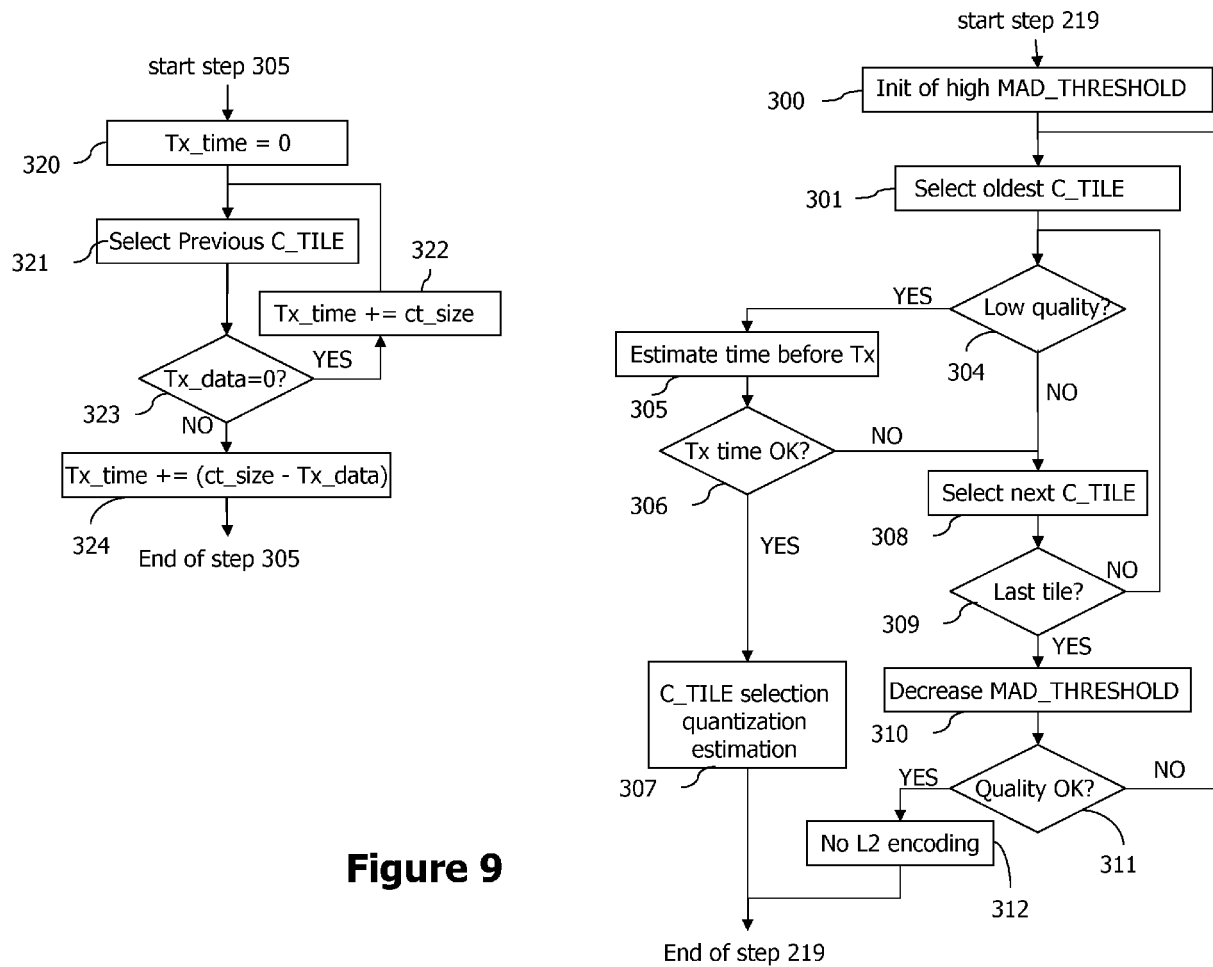 start step 305
Tx_time = 0
320
Select Previous C_TILE
321
322
Tx_time += ct_size
YES
Tx_data=0?
323
NO
Tx_time += (ct_size - Tx_data)
324
End of step 305
start step 219
Init of high MAD_THRESHOLD
300
Select oldest C_TILE
301
YES
Low quality?
304
Estimate time before Tx
305
NO
Tx time OK?
NO
306
Select next C_TILE
308
YES
Last tile?
NO
309
YES
C_TILE selection
quantization
estimation
307
Decrease MAD_THRESHOLD
310
YES
Quality OK?
NO
311
No L2 encoding
312
End of step 219
Figure 9